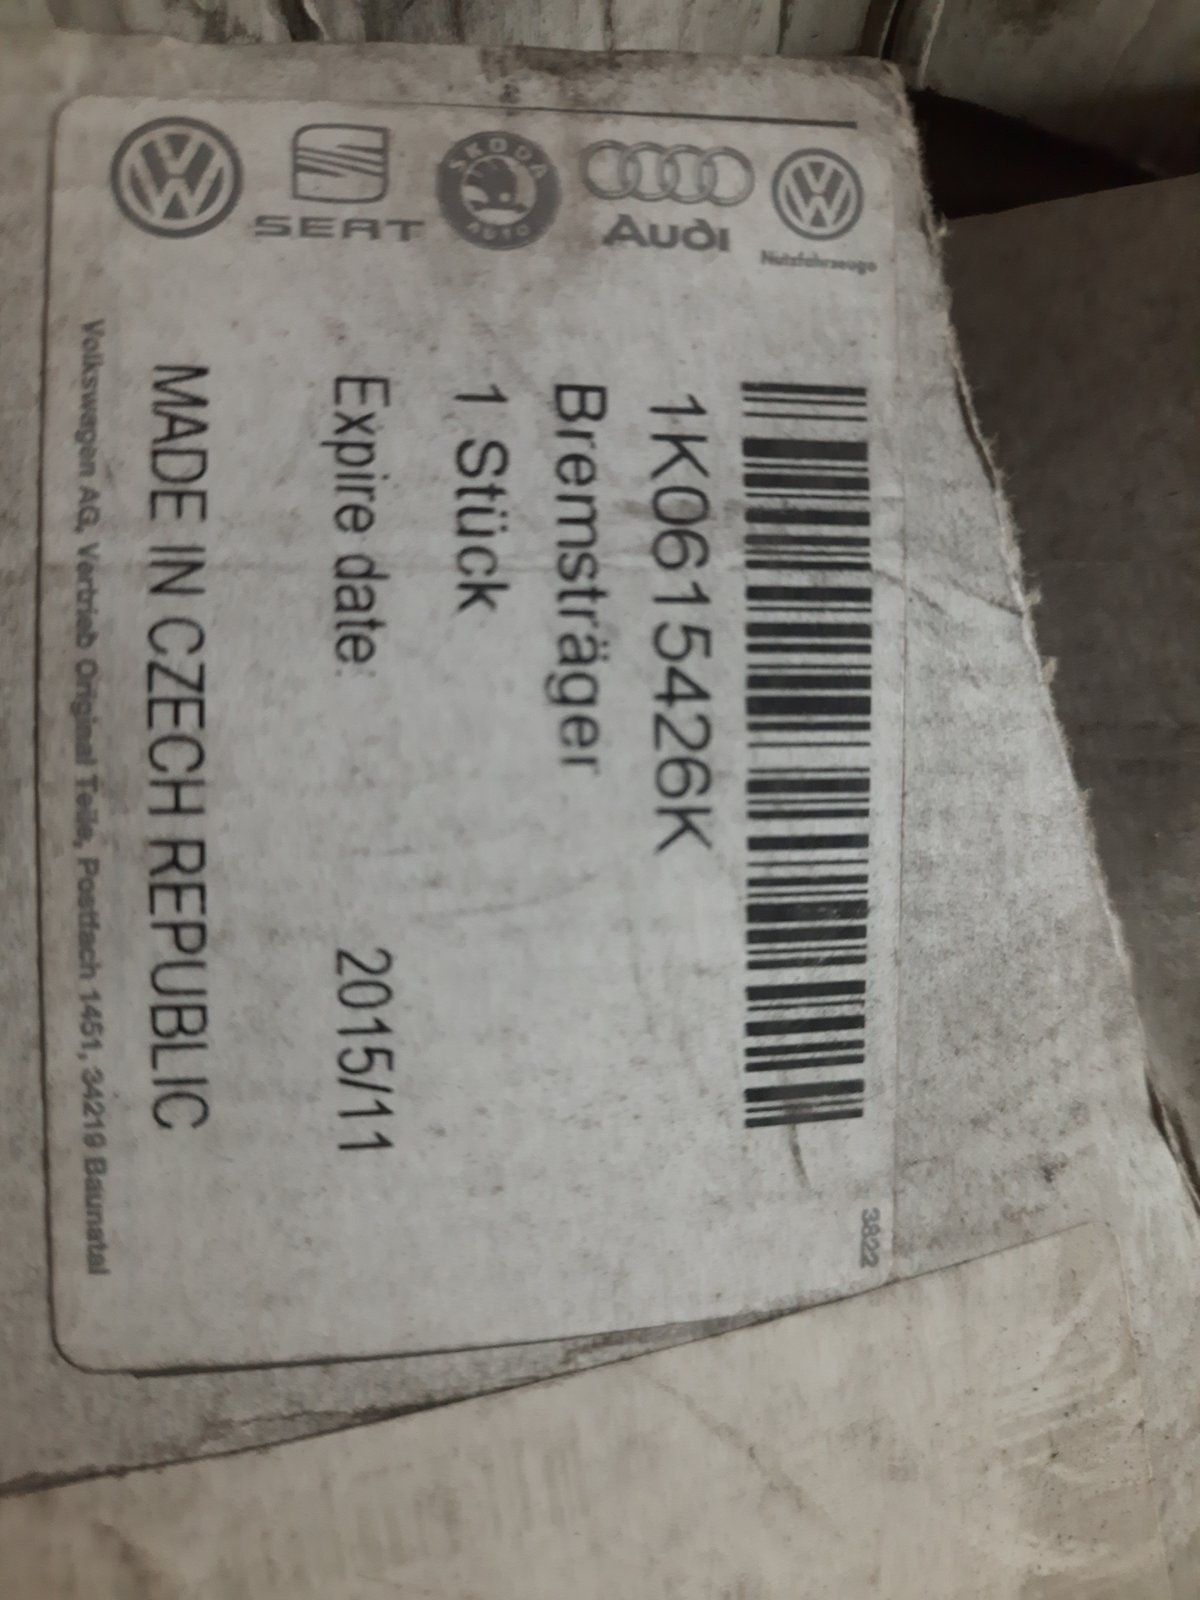 3822
1K0615426K
Bremsträger
1 Stück
Expire date: 2015/11
MADE IN CZECH REPUBLIC
Volkswagen AG, Vertrieb Original Teile, Postfach 1451, 34219 Baunatal
SEAT
SKODA
AUTO
Audi
Nutzfahrzeuge